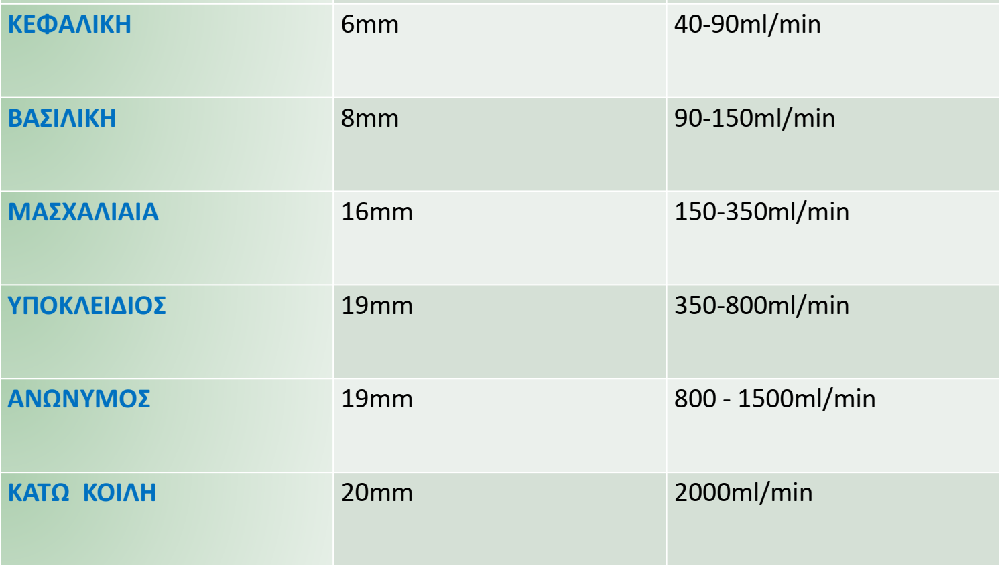 ΚΕΦΑΛΙΚΗ 6mm 40-90ml/min
ΒΑΣΙΛΙΚΗ 8mm 90-150ml/min
ΜΑΣΧΑΛΙΑΙΑ 16mm 150-350ml/min
ΥΠΟΚΛΕΙΔΙΟΣ 19mm 350-800ml/min
ΑΝΩΝΥΜΟΣ 19mm 800 - 1500ml/min
ΚΑΤΩ ΚΟΙΛΗ 20mm 2000ml/min